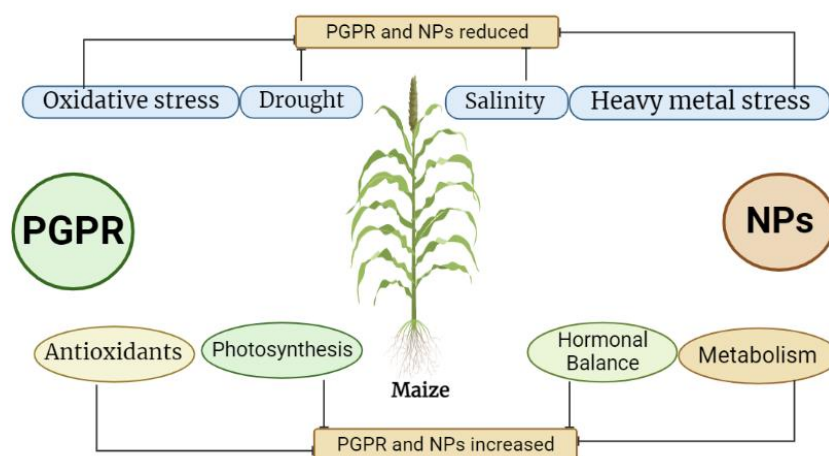 PGPR and NPs reduced
Oxidative stress
Drought
Salinity
Heavy metal stress
PGPR
NPs
Antioxidants
Photosynthesis
Hormonal
Balance
Metabolism
Maize
PGPR and NPs increased